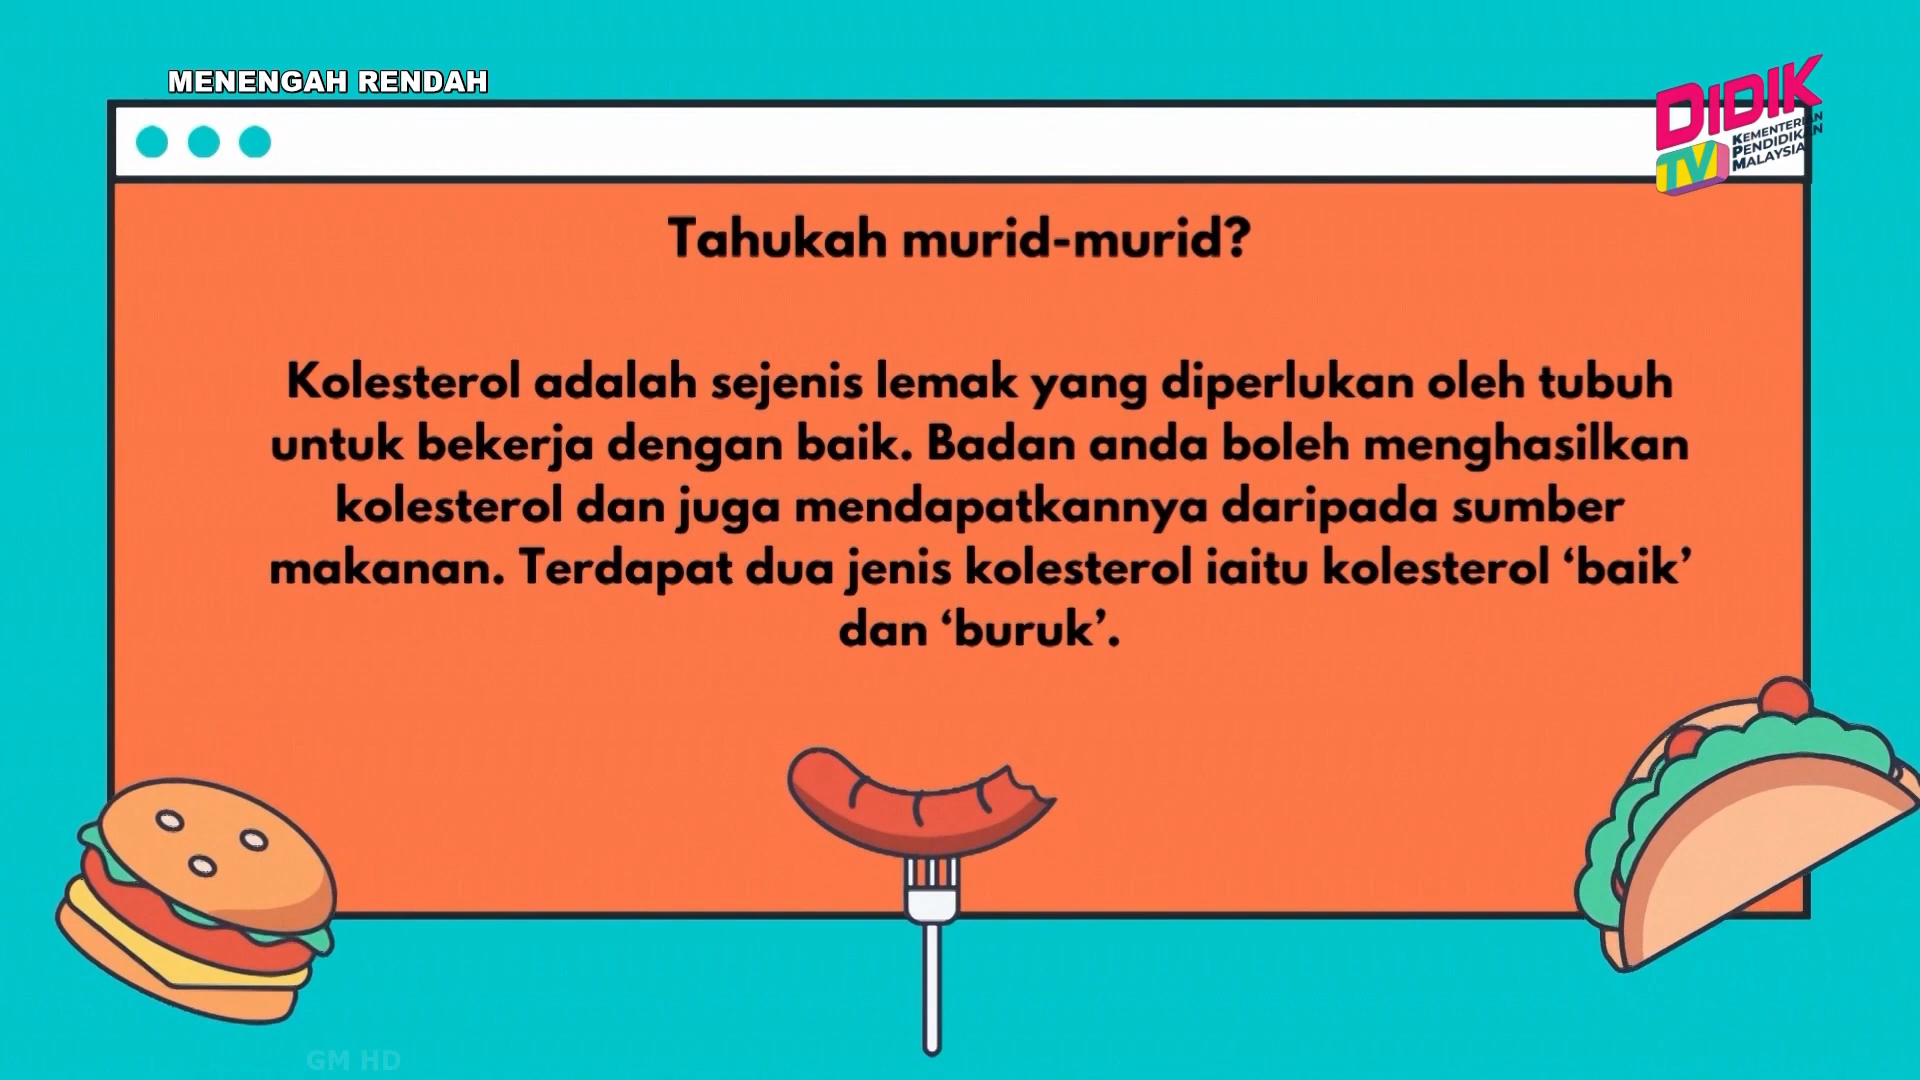 MENENGAH RENDAH
DIDIK
TV
KEMENTERIAN
PENDIDIKAN
MALAYSIA
Tahukah murid-murid?
Kolesterol adalah sejenis lemak yang diperlukan oleh tubuh
untuk bekerja dengan baik. Badan anda boleh menghasilkan
kolesterol dan juga mendapatkannya daripada sumber
makanan. Terdapat dua jenis kolesterol iaitu kolesterol ‘baik’
dan ‘buruk’.
GM HD